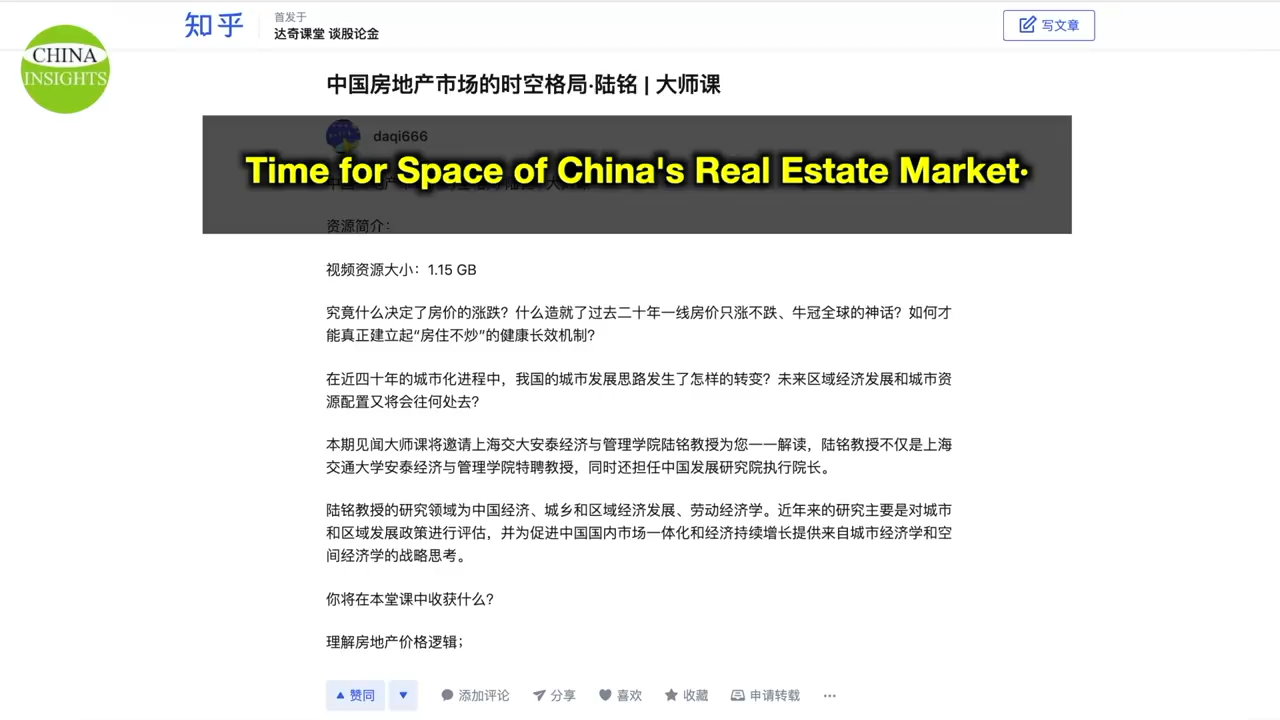 知乎
首发于
达奇课堂 谈股论金
写文章
CHINA
INSIGHTS
中国房地产市场的时空格局·陆铭 | 大师课
daqi666
Time for Space of China's Real Estate Market·
资源简介：
视频资源大小：1.15 GB
究竟什么决定了房价的涨跌？什么造就了过去二十年一线房价只涨不跌、牛冠全球的神话？如何才
能真正建立起“房住不炒”的健康长效机制？
在近四十年的城市化进程中，我国的城市发展思路发生了怎样的转变？未来区域经济发展和城市资
源配置又将会往何处去？
本期见闻大师课将邀请上海交大安泰经济与管理学院陆铭教授为您一一解读，陆铭教授不仅是上海
交通大学安泰经济与管理学院特聘教授，同时还担任中国发展研究院执行院长。
陆铭教授的研究领域为中国经济、城乡和区域经济发展、劳动经济学。近年来的研究主要是对城市
和区域发展政策进行评估，并为促进中国国内市场一体化和经济持续增长提供来自城市经济学和空
间经济学的战略思考。
你将在本堂课中收获什么？
理解房地产价格逻辑；
赞同
添加评论
分享
喜欢
收藏
申请转载